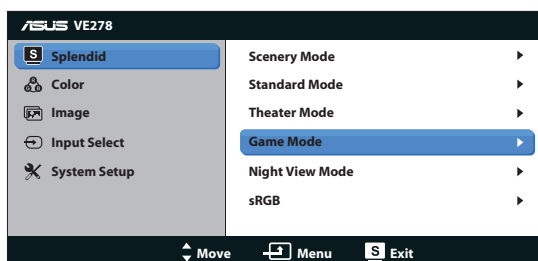 ASUS VE278
S Splendid
Color
Image
Input Select
System Setup
Scenery Mode
Standard Mode
Theater Mode
Game Mode
Night View Mode
sRGB
Move Menu S Exit